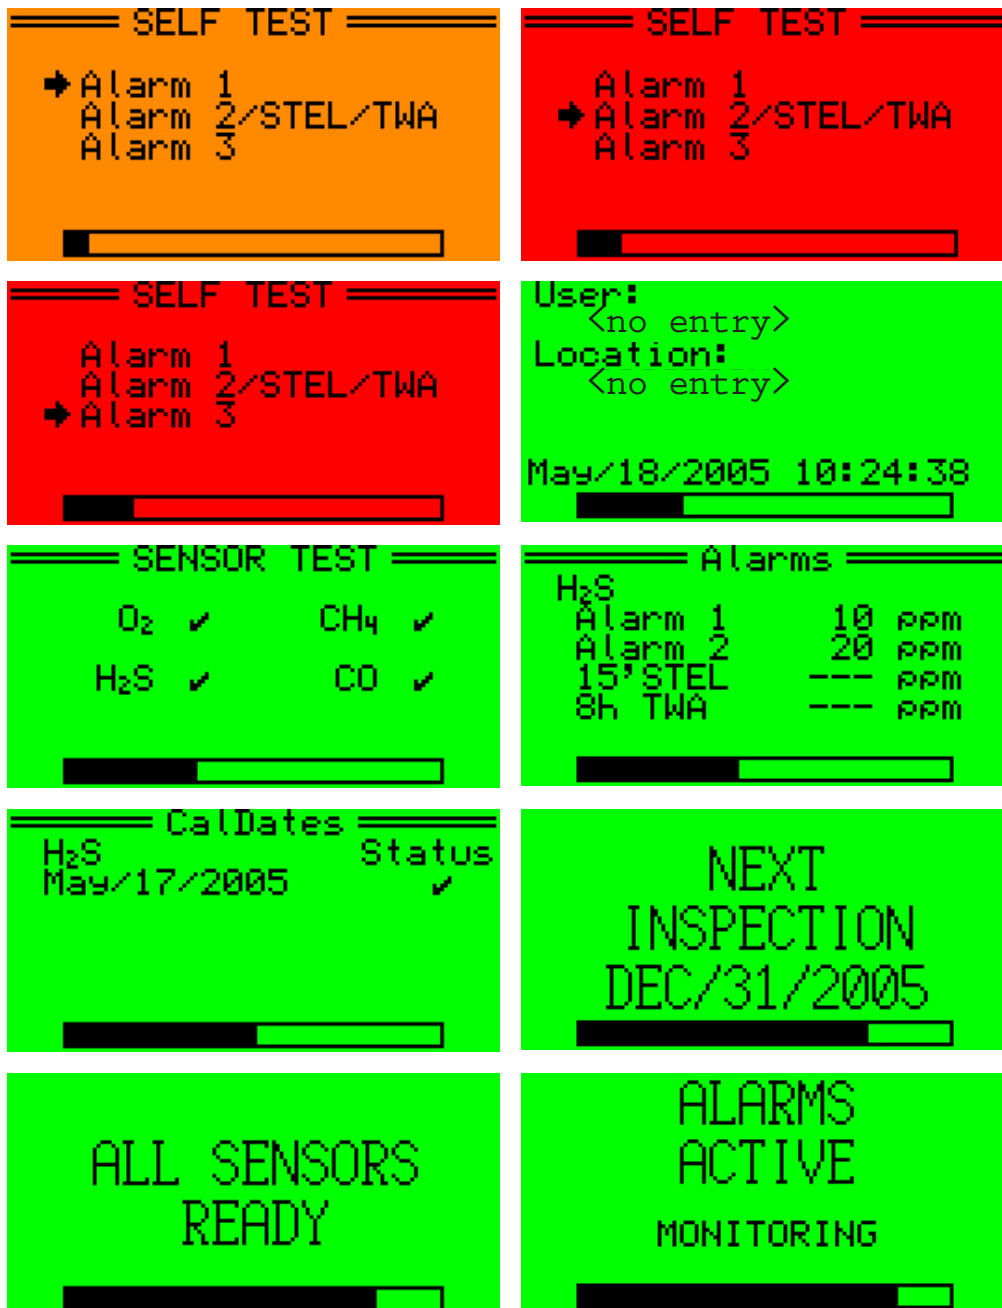 SELF TEST
Alarm 1
Alarm 2/STEL/TWA
Alarm 3
SELF TEST
Alarm 1
Alarm 2/STEL/TWA
Alarm 3
SELF TEST
Alarm 1
Alarm 2/STEL/TWA
Alarm 3
User:
<no entry>
Location:
<no entry>
May/18/2005 10:24:38
SENSOR TEST
O₂ ✔ CH₄ ✔
H₂S ✔ CO ✔
Alarms
H₂S
Alarm 1 10 ppm
Alarm 2 20 ppm
15'STEL --- ppm
8h TWA --- ppm
CalDates
H₂S Status
May/17/2005 ✔
NEXT
INSPECTION
DEC/31/2005
ALL SENSORS
READY
ALARMS
ACTIVE
MONITORING